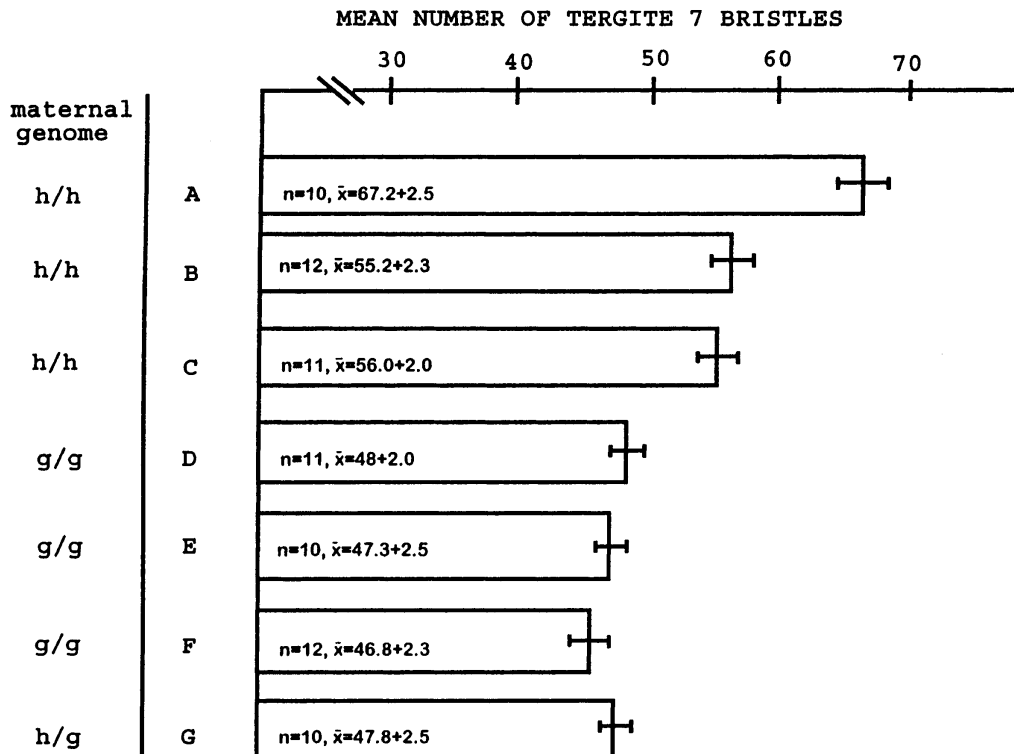 MEAN NUMBER OF TERGITE 7 BRISTLES
30 40 50 60 70
maternal
genome
h/h A n=10, x̄=67.2+2.5
h/h B n=12, x̄=55.2+2.3
h/h C n=11, x̄=56.0+2.0
g/g D n=11, x̄=48+2.0
g/g E n=10, x̄=47.3+2.5
g/g F n=12, x̄=46.8+2.3
h/g G n=10, x̄=47.8+2.5